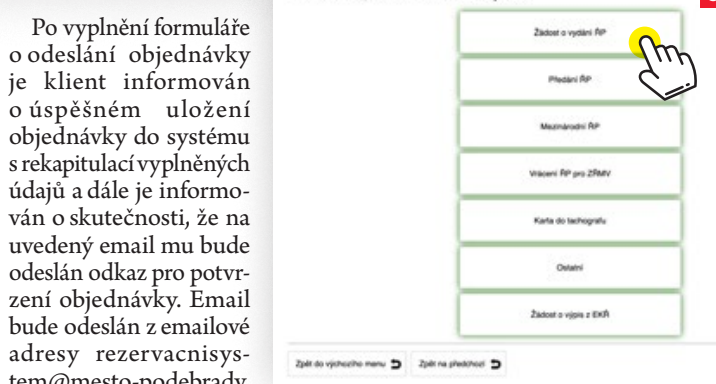 Po vyplnění formuláře
o odeslání objednávky
je klient informován
o úspěšném uložení
objednávky do systému
s rekapitulací vyplněných
údajů a dále je informo-
ván o skutečnosti, že na
uvedený email mu bude
odeslán odkaz pro potvr-
zení objednávky. Email
bude odeslán z emailové
adresy rezervacnisys-
tem@mesto-podebrady.
Žádost o vydání ŘP
Předání ŘP
Mezinárodní ŘP
Vrácení ŘP pro ZŘMV
Karta do tachografu
Ostatní
Žádost o výpis z EKŘ
Zpět do výchozího menu
Zpět na předchozí